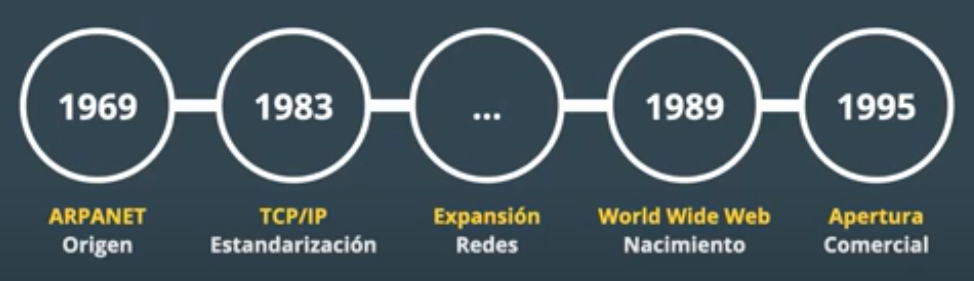 1969
1983
...
1989
1995
ARPANET
Origen
TCP/IP
Estandarización
Expansión
Redes
World Wide Web
Nacimiento
Apertura
Comercial